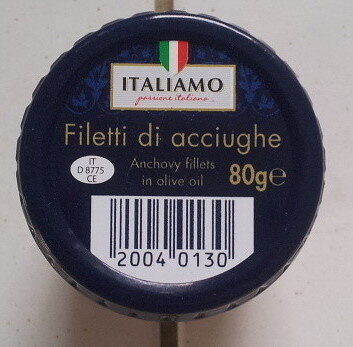 ITALIAMO
passione italiana
Filetti di acciughe
IT
D 8775
CE
Anchovy fillets
in olive oil
80g℮
2004 0130